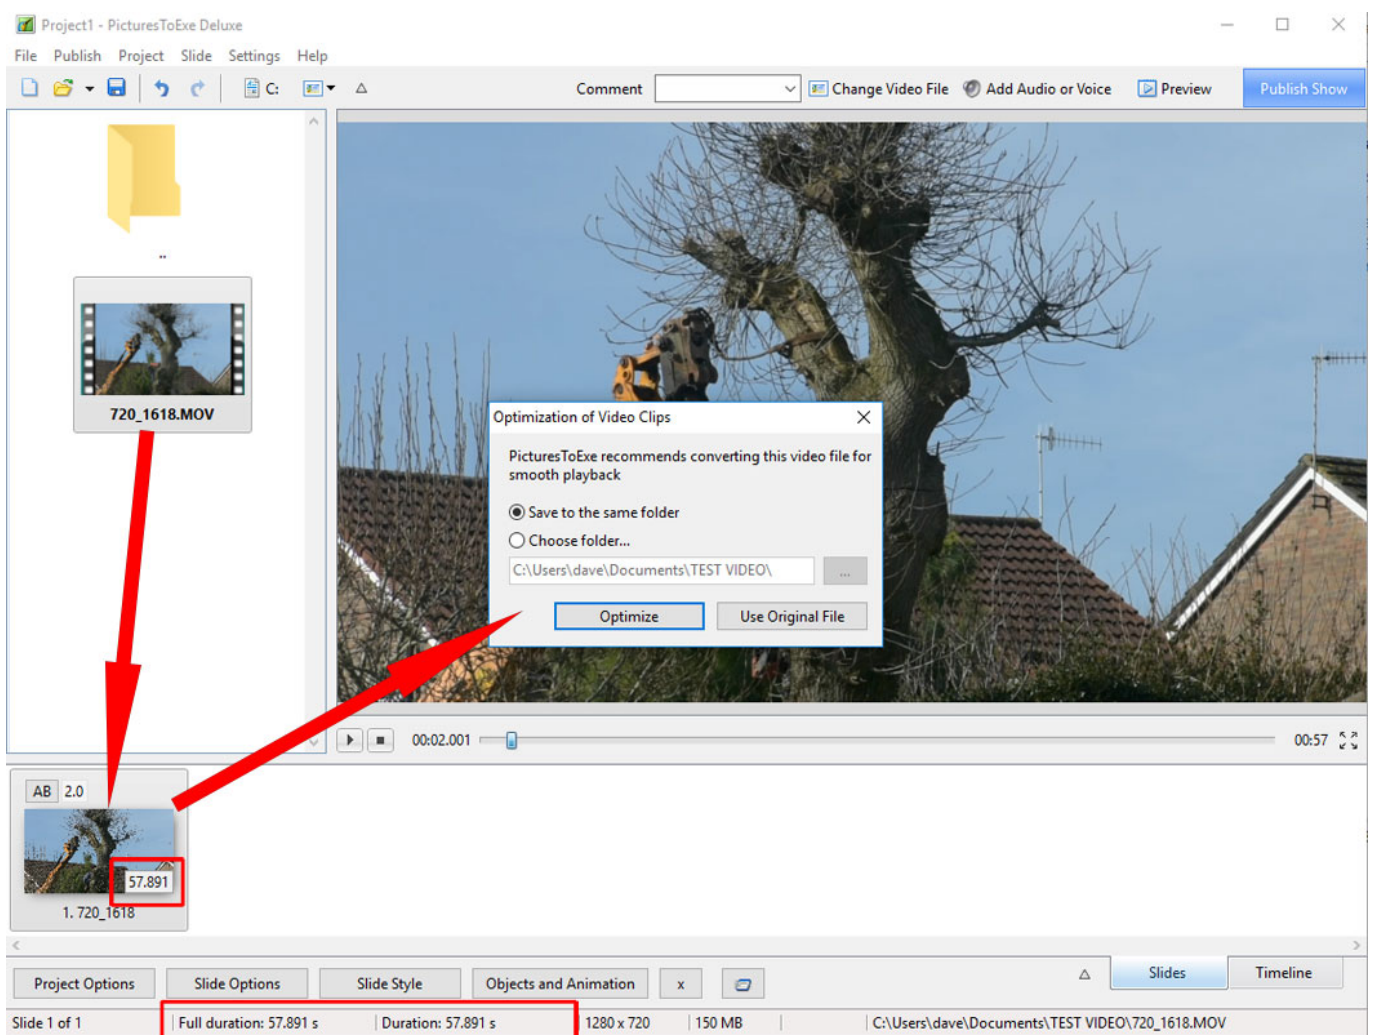 Project1 - PicturesToExe Deluxe
File Publish Project Slide Settings Help
C: Comment Change Video File Add Audio or Voice Preview Publish Show
..
720_1618.MOV
Optimization of Video Clips
PicturesToExe recommends converting this video file for
smooth playback
Save to the same folder
Choose folder...
C:\Users\dave\Documents\TEST VIDEO\ ...
Optimize Use Original File
00:02.001 00:57
AB 2.0
57.891
1. 720_1618
Project Options Slide Options Slide Style Objects and Animation x Slides Timeline
Slide 1 of 1 Full duration: 57.891 s Duration: 57.891 s 1280 x 720 150 MB C:\Users\dave\Documents\TEST VIDEO\720_1618.MOV